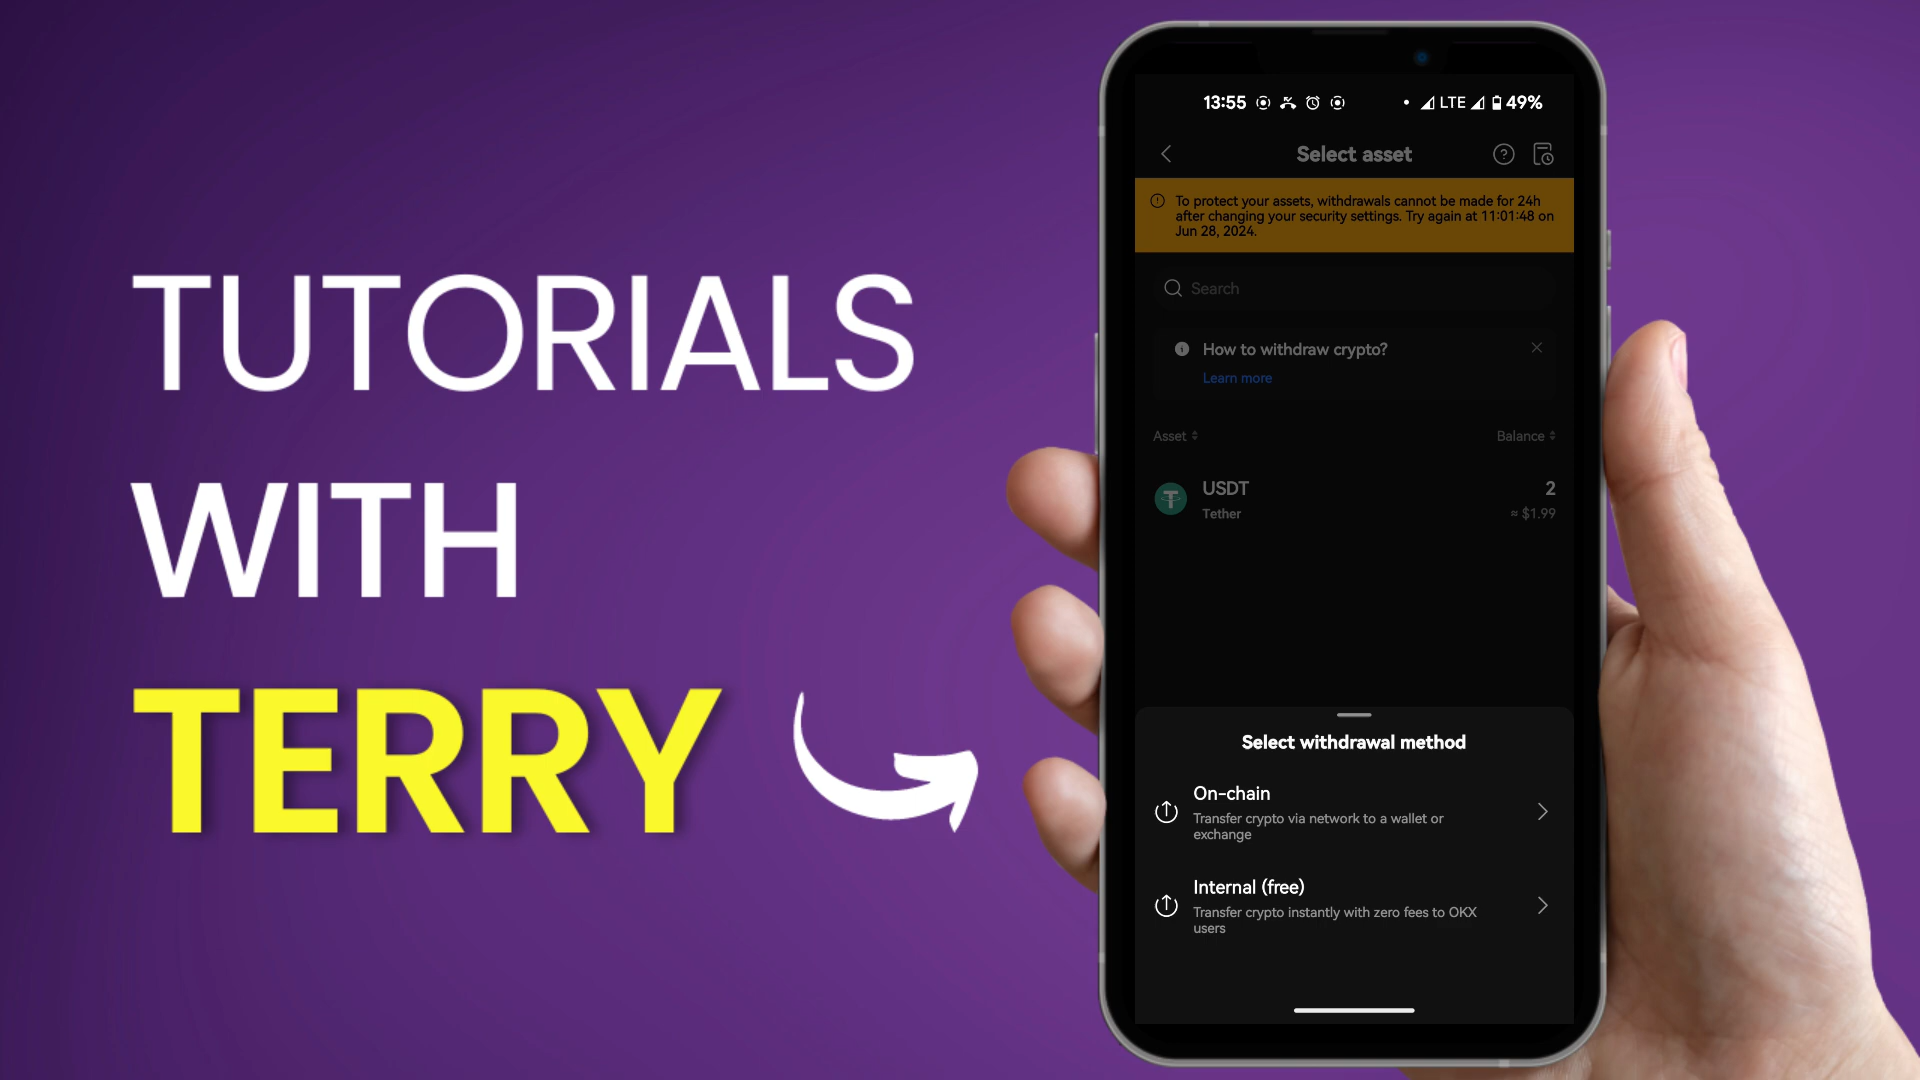 TUTORIALS
WITH
TERRY
13:55 LTE 49%
Select asset
To protect your assets, withdrawals cannot be made for 24h
after changing your security settings. Try again at 11:01:48 on
Jun 28, 2024.
Search
How to withdraw crypto?
Learn more
Asset Balance
USDT 2
Tether ≈ $1.99
Select withdrawal method
On-chain
Transfer crypto via network to a wallet or
exchange
Internal (free)
Transfer crypto instantly with zero fees to OKX
users